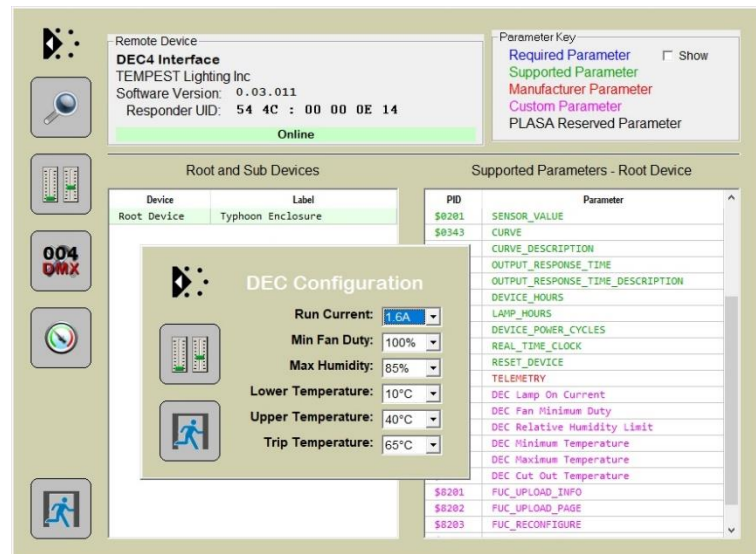 Remote Device
DEC4 Interface
TEMPEST Lighting Inc
Software Version: 0.03.011
Responder UID: 54 4C : 00 00 0E 14
Online
Parameter Key
Required Parameter
Show
Supported Parameter
Manufacturer Parameter
Custom Parameter
PLASA Reserved Parameter
004
DMX
Root and Sub Devices
Device Label
Root Device Typhoon Enclosure
Supported Parameters - Root Device
PID Parameter
$0201 SENSOR_VALUE
$0343 CURVE
CURVE_DESCRIPTION
OUTPUT_RESPONSE_TIME
OUTPUT_RESPONSE_TIME_DESCRIPTION
DEVICE_HOURS
LAMP_HOURS
DEVICE_POWER_CYCLES
REAL_TIME_CLOCK
RESET_DEVICE
TELEMETRY
DEC Lamp On Current
DEC Fan Minimum Duty
DEC Relative Humidity Limit
DEC Minimum Temperature
DEC Maximum Temperature
DEC Cut Out Temperature
$8201 FUC_UPLOAD_INFO
$8202 FUC_UPLOAD_PAGE
$8203 FUC_RECONFIGURE
DEC Configuration
Run Current: 1.6A
Min Fan Duty: 100%
Max Humidity: 85%
Lower Temperature: 10°C
Upper Temperature: 40°C
Trip Temperature: 65°C